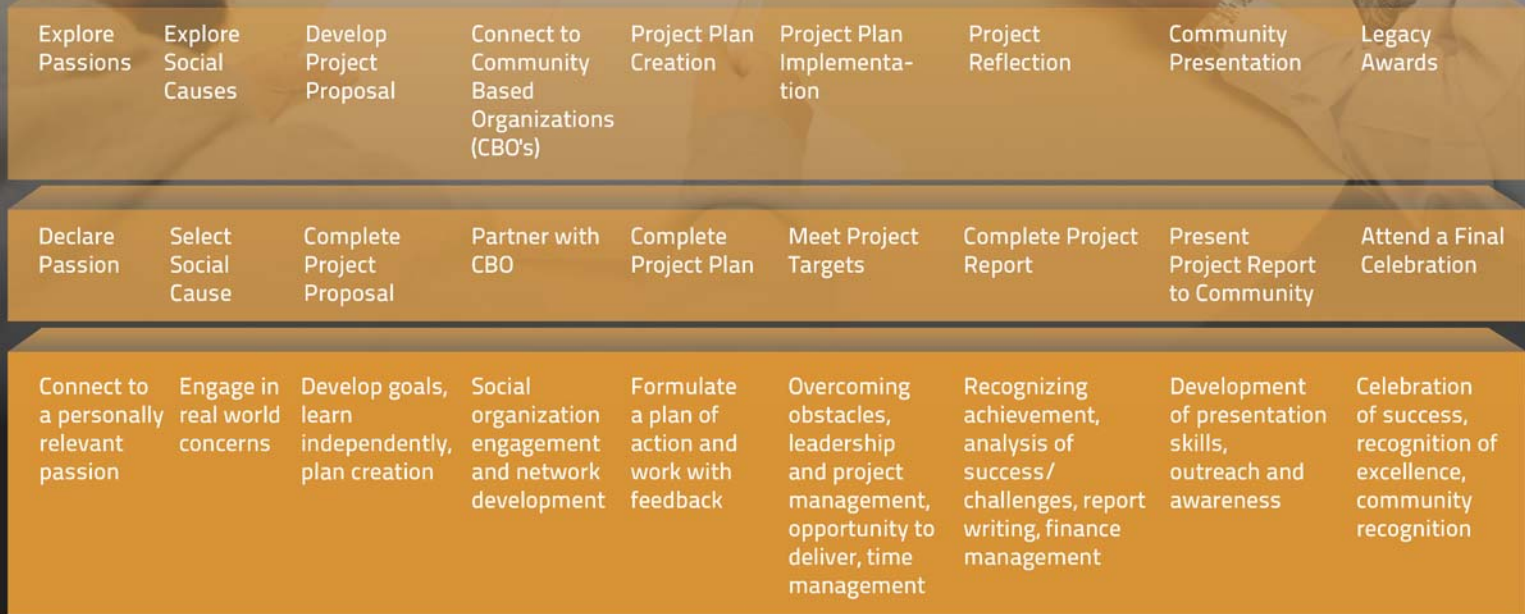 Explore
Passions
Explore
Social
Causes
Develop
Project
Proposal
Connect to
Community
Based
Organizations
(CBO's)
Project Plan
Creation
Project Plan
Implementa-
tion
Project
Reflection
Community
Presentation
Legacy
Awards
Declare
Passion
Select
Social
Cause
Complete
Project
Proposal
Partner with
CBO
Complete
Project Plan
Meet Project
Targets
Complete Project
Report
Present
Project Report
to Community
Attend a Final
Celebration
Connect to
a personally
relevant
passion
Engage in
real world
concerns
Develop goals,
learn
independently,
plan creation
Social
organization
engagement
and network
development
Formulate
a plan of
action and
work with
feedback
Overcoming
obstacles,
leadership
and project
management,
opportunity to
deliver, time
management
Recognizing
achievement,
analysis of
success/
challenges, report
writing, finance
management
Development
of presentation
skills,
outreach and
awareness
Celebration
of success,
recognition of
excellence,
community
recognition